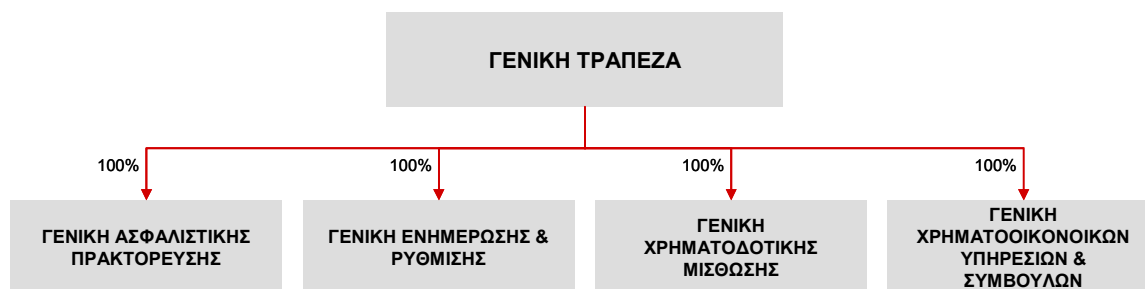 ΓΕΝΙΚΗ ΤΡΑΠΕΖΑ
100%
100%
100%
100%
ΓΕΝΙΚΗ ΑΣΦΑΛΙΣΤΙΚΗΣ
ΠΡΑΚΤΟΡΕΥΣΗΣ
ΓΕΝΙΚΗ ΕΝΗΜΕΡΩΣΗΣ &
ΡΥΘΜΙΣΗΣ
ΓΕΝΙΚΗ
ΧΡΗΜΑΤΟΔΟΤΙΚΗΣ
ΜΙΣΘΩΣΗΣ
ΓΕΝΙΚΗ
ΧΡΗΜΑΤΟΟΙΚΟΝΟΙΚΩΝ
ΥΠΗΡΕΣΙΩΝ &
ΣΥΜΒΟΥΛΩΝ